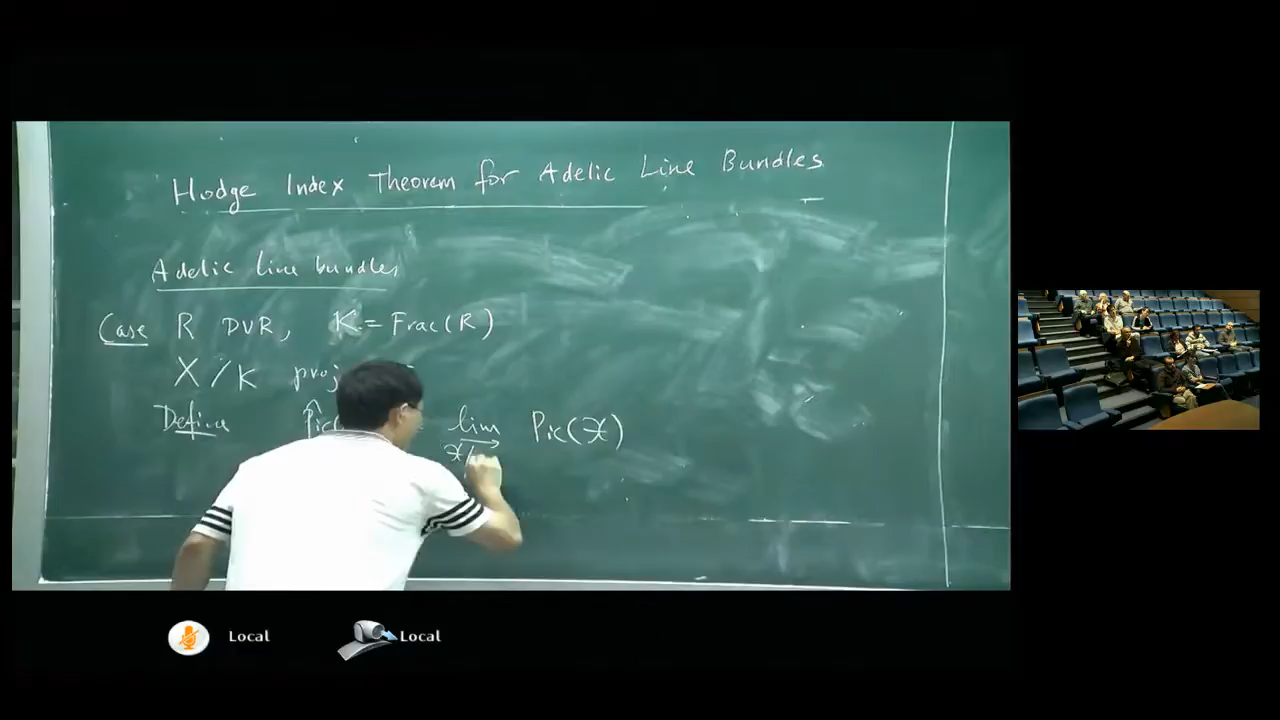 Hodge Index Theorem for Adelic Line Bundles
Adelic line bundles
Case R DVR, K = Frac(R)
X/K proj
Define Pic( lim Pic(𝒳)
𝒳/
Local
Local